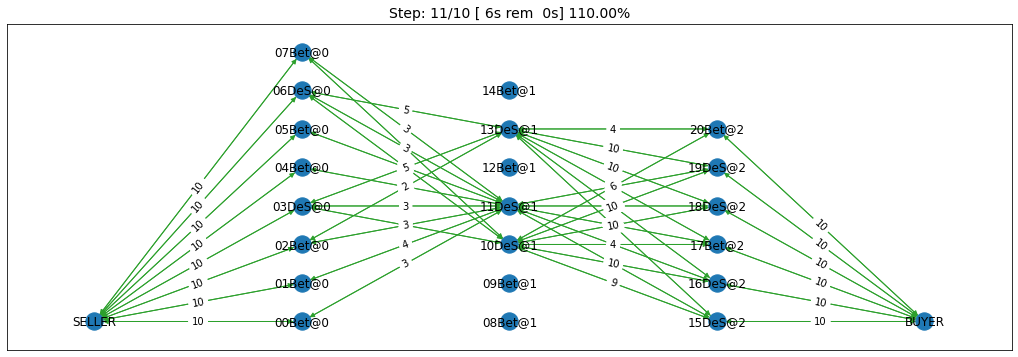 Step: 11/10 [ 6s rem  0s] 110.00%
07Bet@0
06DeS@0
14Bet@1
5
05Bet@0
3
13DeS@1
4
20Bet@2
3
10
04Bet@0
5
12Bet@1
10
19DeS@2
10
2
6
10
03DeS@0
3
11DeS@1
10
18DeS@2
10
3
10
10
10
02Bet@0
4
10DeS@1
4
17Bet@2
10
10
3
10
10
10
01Bet@0
09Bet@1
9
16DeS@2
10
10
SELLER
10
00Bet@0
08Bet@1
15DeS@2
10
BUYER